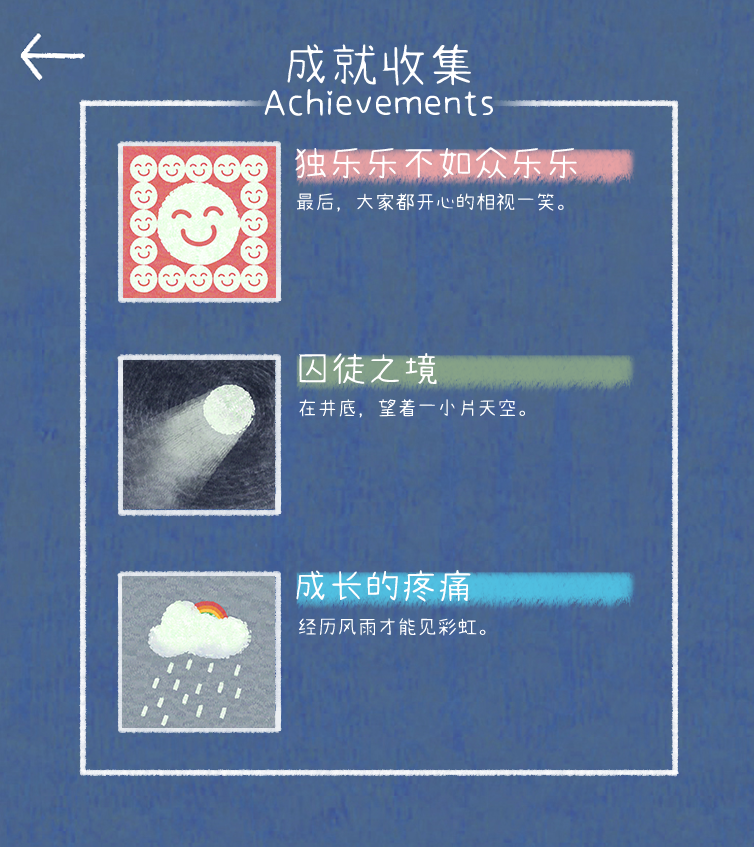 成就收集
Achievements
独乐乐不如众乐乐
最后，大家都开心的相视一笑。
囚徒之境
在井底，望着一小片天空。
成长的疼痛
经历风雨才能见彩虹。